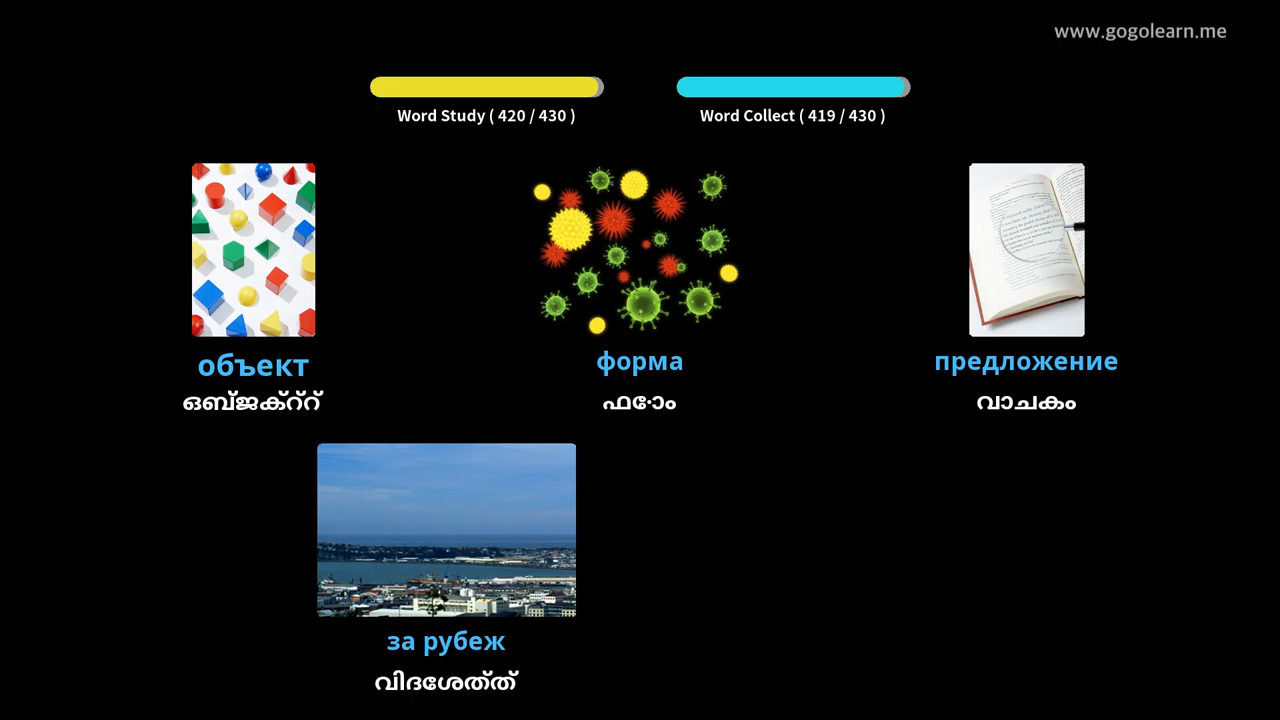 www.gogolearn.me
Word Study ( 420 / 430 )
Word Collect ( 419 / 430 )
объект
ഒബ്ജക്റ്റ്
форма
ഫോം
предложение
വാചകം
за рубеж
വിദേശത്ത്